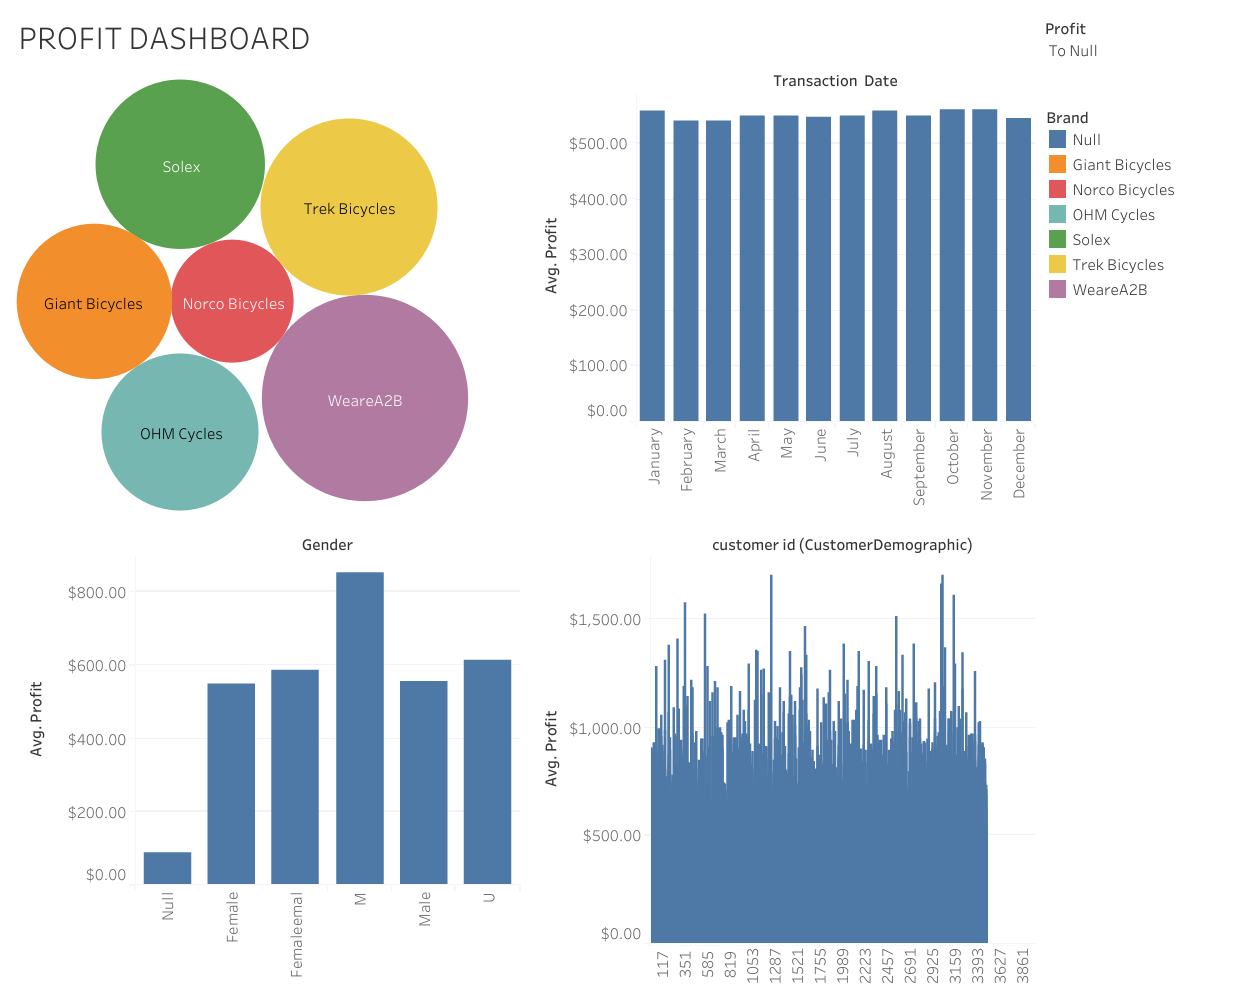 PROFIT DASHBOARD
Solex
Trek Bicycles
Giant Bicycles
Norco Bicycles
WeareA2B
OHM Cycles
Transaction Date
Avg. Profit
$500.00
$400.00
$300.00
$200.00
$100.00
$0.00
January
February
March
April
May
June
July
August
September
October
November
December
Profit
To Null
Brand
Null
Giant Bicycles
Norco Bicycles
OHM Cycles
Solex
Trek Bicycles
WeareA2B
Gender
Avg. Profit
$800.00
$600.00
$400.00
$200.00
$0.00
Null
Female
Femaleemal
M
Male
U
customer id (CustomerDemographic)
Avg. Profit
$1,500.00
$1,000.00
$500.00
$0.00
117
351
585
819
1053
1287
1521
1755
1989
2223
2457
2691
2925
3159
3393
3627
3861